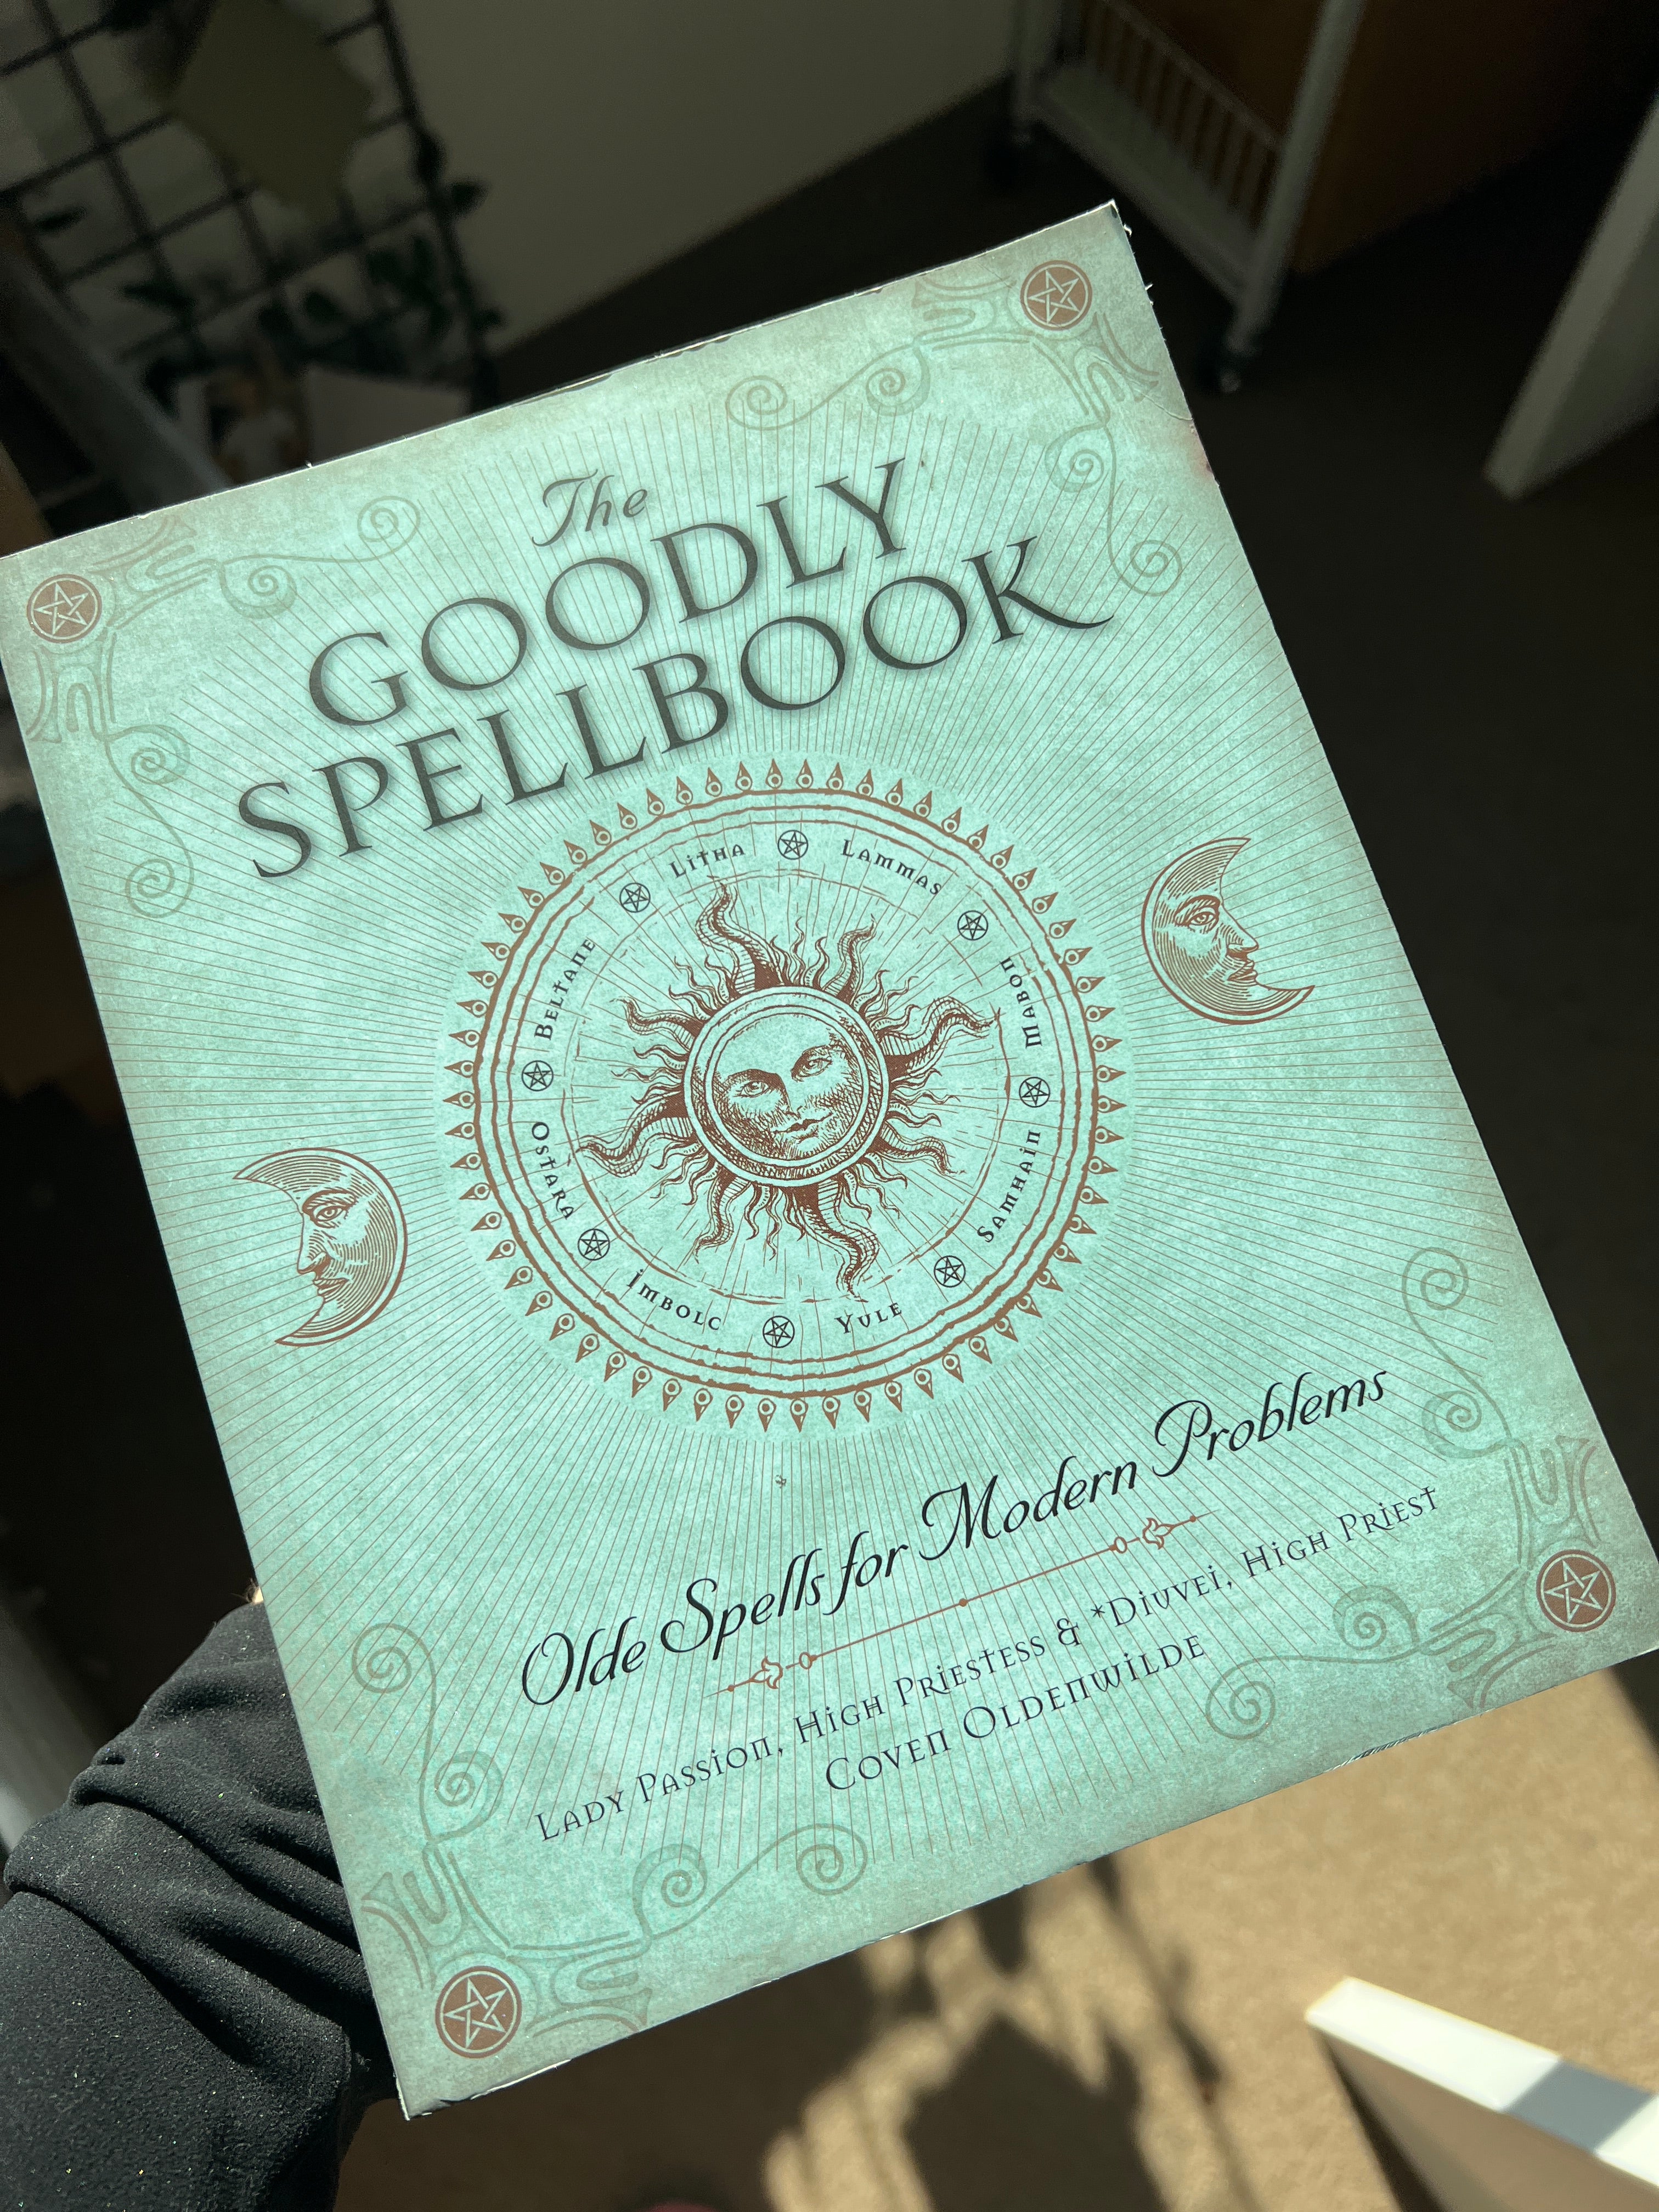 The
GOODLY
SPELLBOOK
LITHA
LAMMAS
MABON
SAMHAIN
YULE
IMBOLC
OSTARA
BELTANE
Olde Spells for Modern Problems
LADY PASSION, HIGH PRIESTESS & *DIUVEI, HIGH PRIEST
COVEN OLDENWILDE